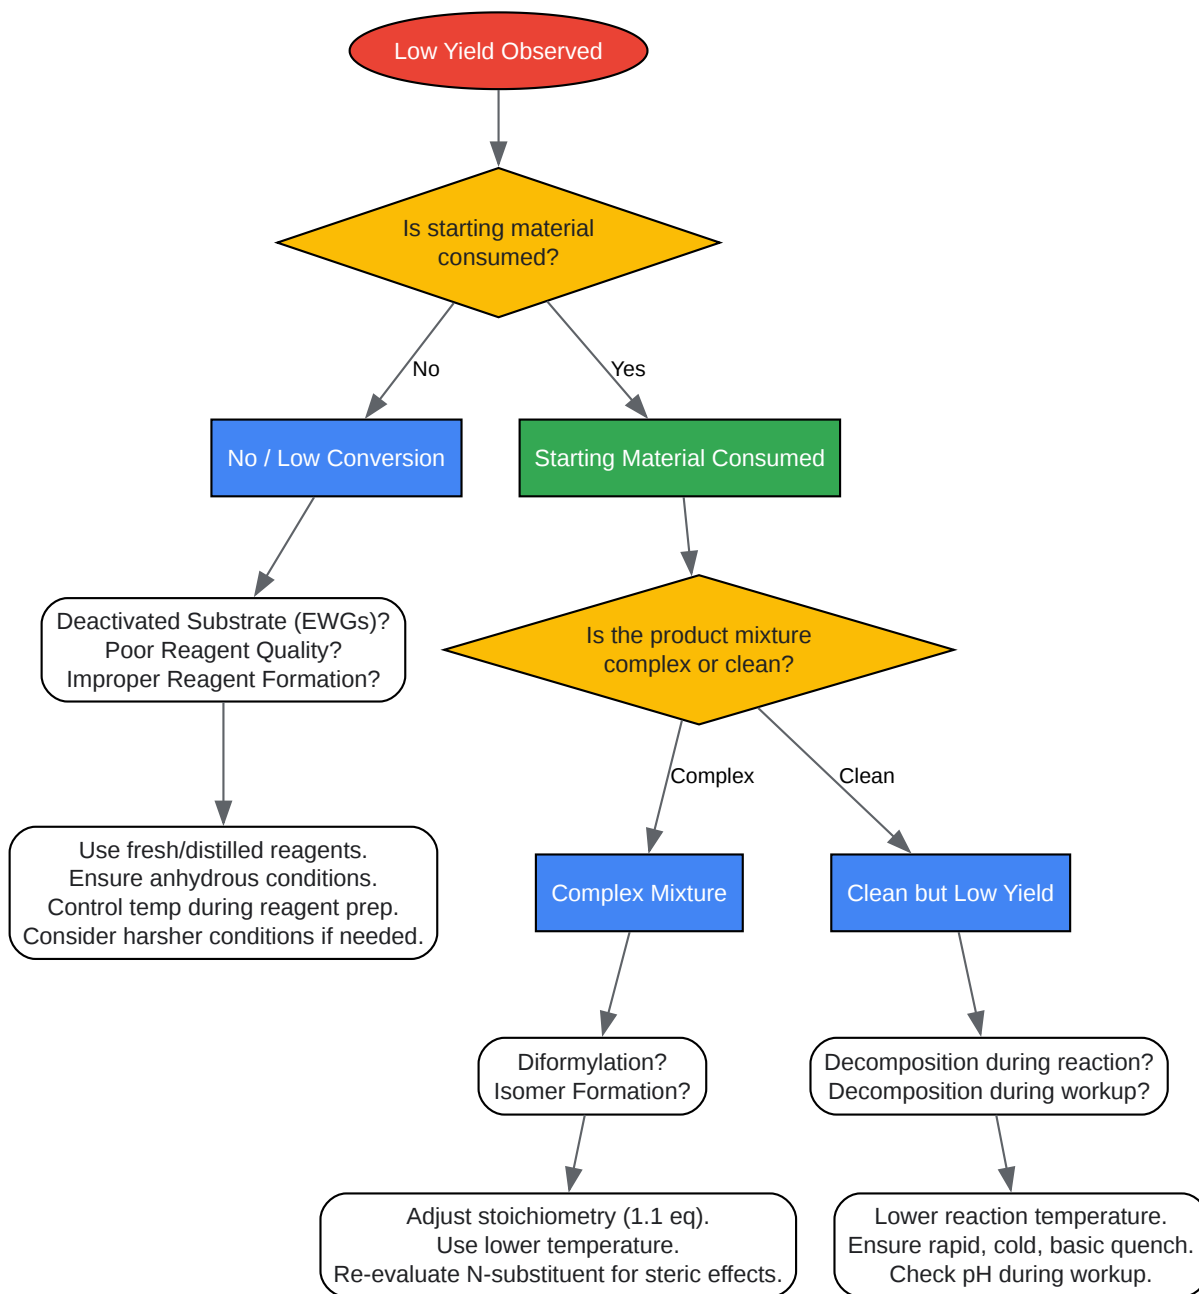 Low Yield Observed
Is starting material
consumed?
No
Yes
No / Low Conversion
Starting Material Consumed
Deactivated Substrate (EWGs)?
Poor Reagent Quality?
Improper Reagent Formation?
Is the product mixture
complex or clean?
Complex
Clean
Use fresh/distilled reagents.
Ensure anhydrous conditions.
Control temp during reagent prep.
Consider harsher conditions if needed.
Complex Mixture
Clean but Low Yield
Diformylation?
Isomer Formation?
Decomposition during reaction?
Decomposition during workup?
Adjust stoichiometry (1.1 eq).
Use lower temperature.
Re-evaluate N-substituent for steric effects.
Lower reaction temperature.
Ensure rapid, cold, basic quench.
Check pH during workup.